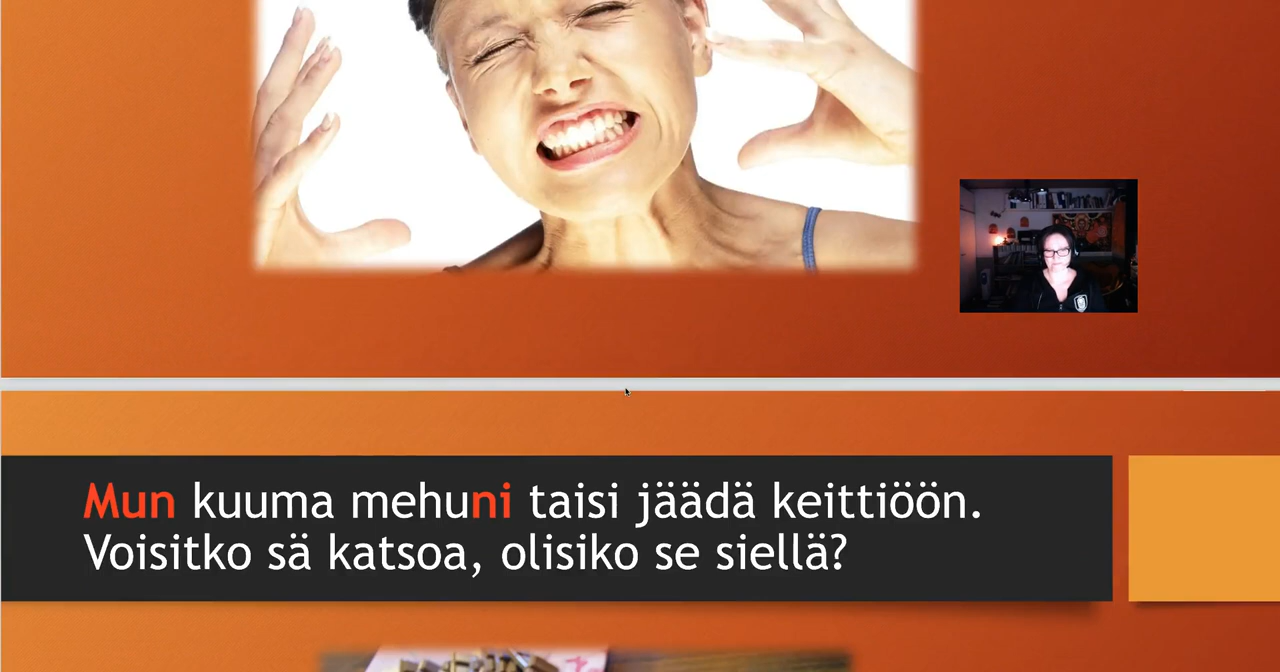 Mun kuuma mehuni taisi jäädä keittiöön.
Voisitko sä katsoa, olisiko se siellä?